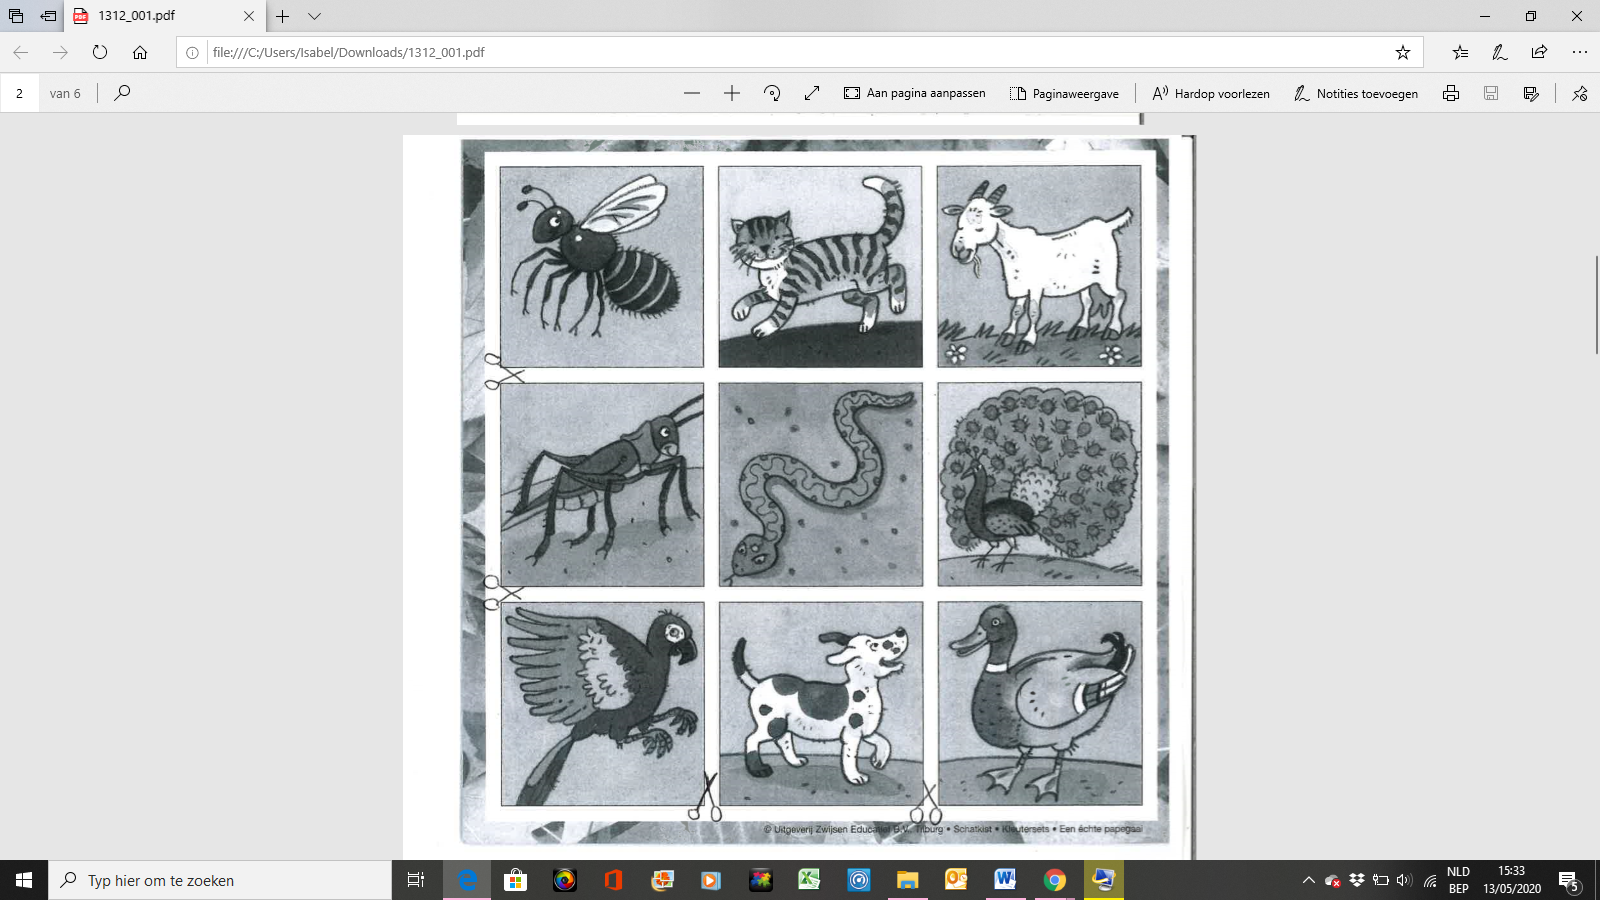 1312_001.pdf
file:///C:/Users/Isabel/Downloads/1312_001.pdf
2 van 6
Aan pagina aanpassen
Paginaweergave
Hardop voorlezen
Notities toevoegen
© Uitgeverij Zwijsen Educatief B.V., Tilburg • Schatkist • Kleutersets • Een échte papegaai
Typ hier om te zoeken
NLD
BEP
15:33
13/05/2020
5